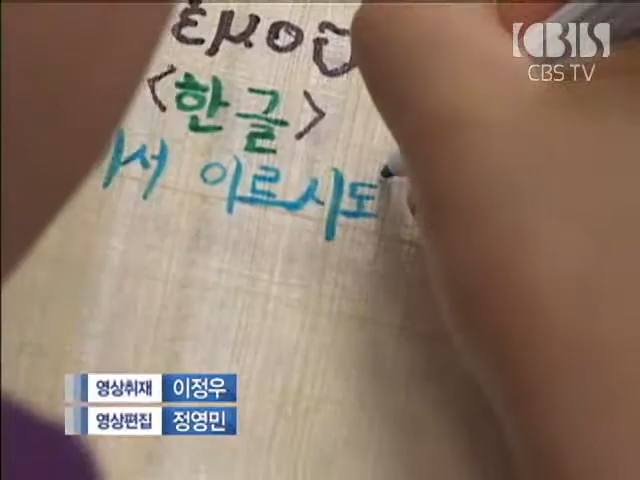 CBS
CBS TV
ἐμοῦ
<한글>
서 이르시도
영상취재 이정우
영상편집 정영민